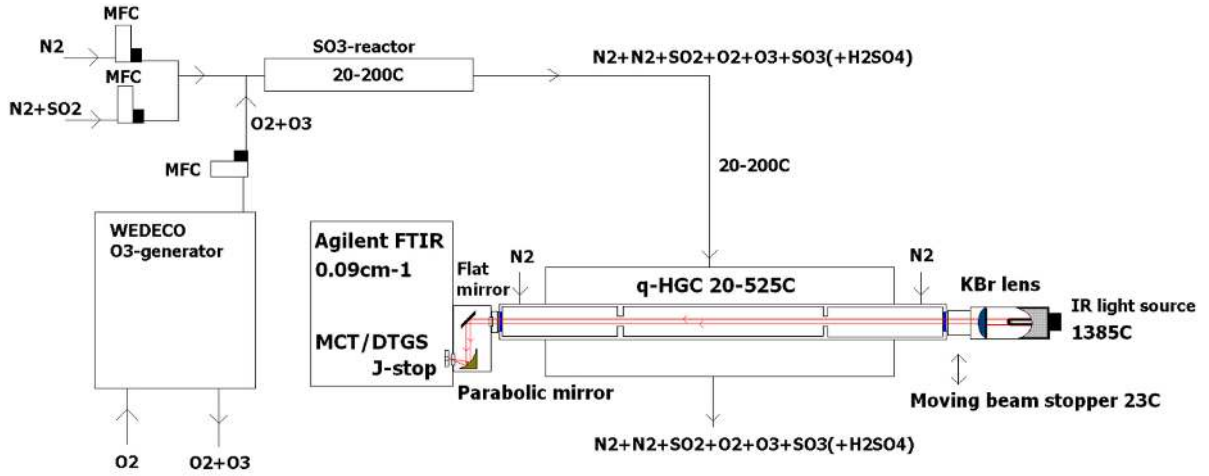 MFC
N2
MFC
N2+SO2
SO3-reactor
20-200C
N2+N2+SO2+O2+O3+SO3(+H2SO4)
O2+O3
MFC
20-200C
WEDECO
O3-generator
Agilent FTIR
0.09cm-1
MCT/DTGS
J-stop
Flat
mirror
Parabolic mirror
N2
q-HGC 20-525C
N2
KBr lens
IR light source
1385C
Moving beam stopper 23C
O2
O2+O3
N2+N2+SO2+O2+O3+SO3(+H2SO4)